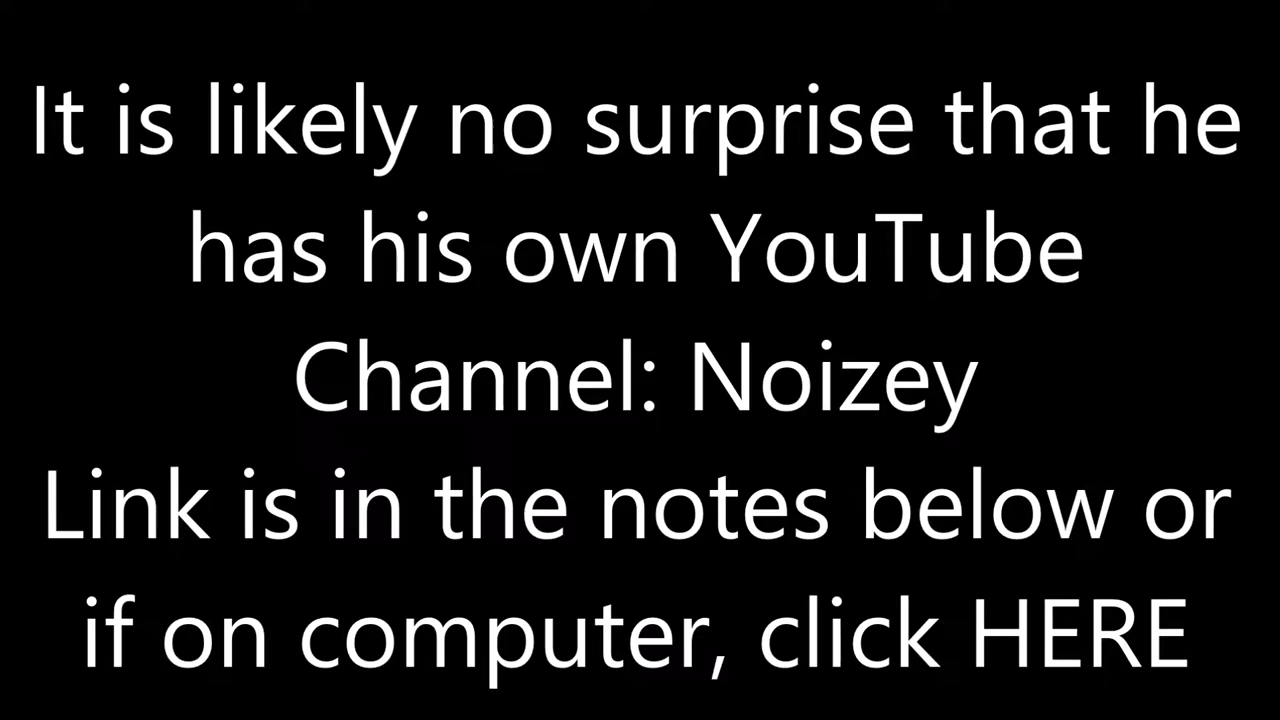 It is likely no surprise that he
has his own YouTube
Channel: Noizey
Link is in the notes below or
if on computer, click HERE